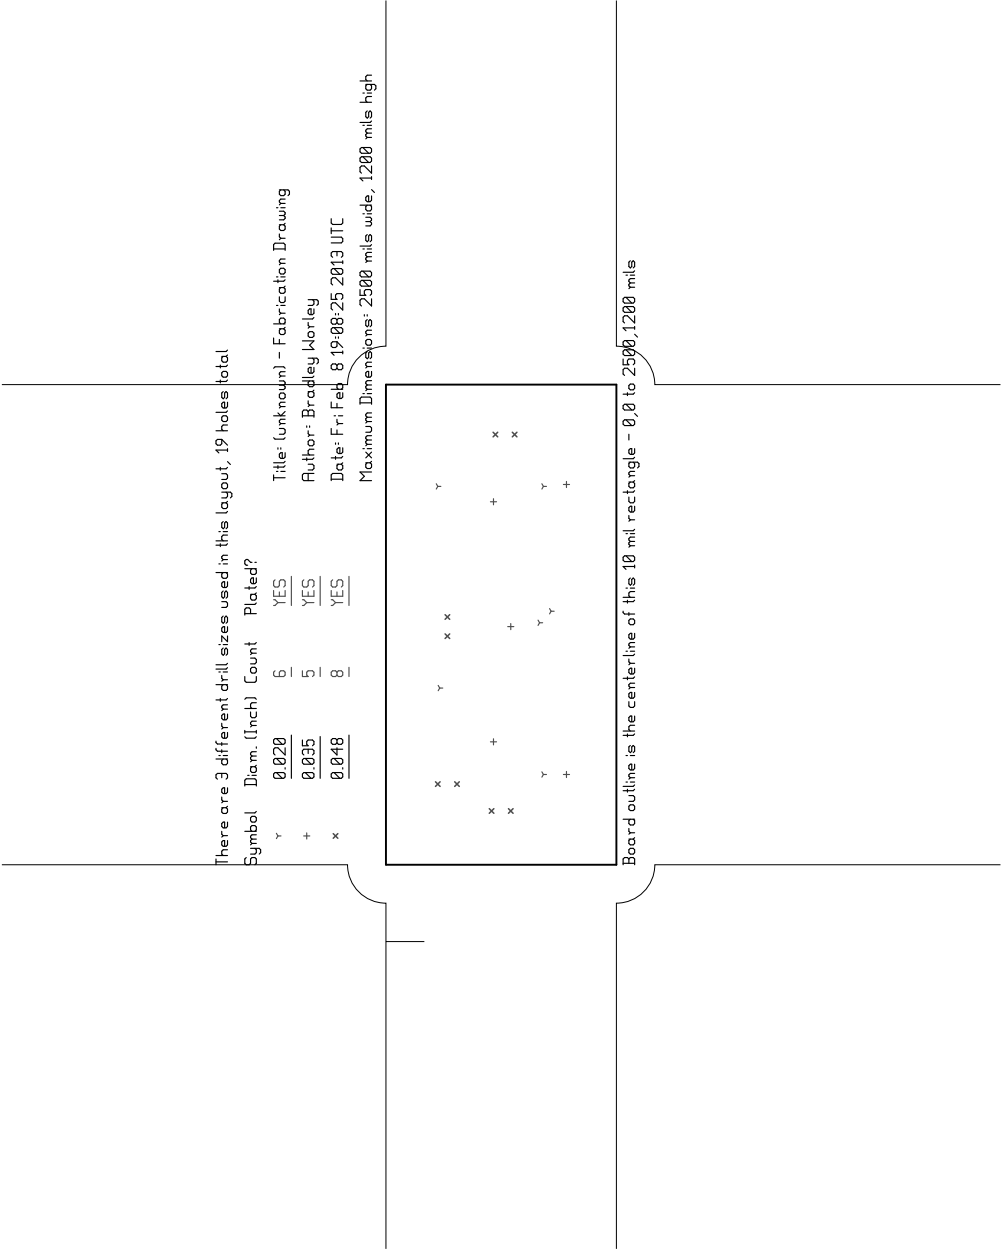 There are 3 different drill sizes used in this layout, 19 holes total
Symbol Diam. (Inch) Count Plated?
Y 0.020 6 YES
+ 0.035 5 YES
x 0.048 8 YES
Title: (unknown) - Fabrication Drawing
Author: Bradley Worley
Date: Fri Feb 8 19:08:25 2013 UTC
Maximum Dimensions: 2500 mils wide, 1200 mils high
Board outline is the centerline of this 10 mil rectangle - 0,0 to 2500,1200 mils